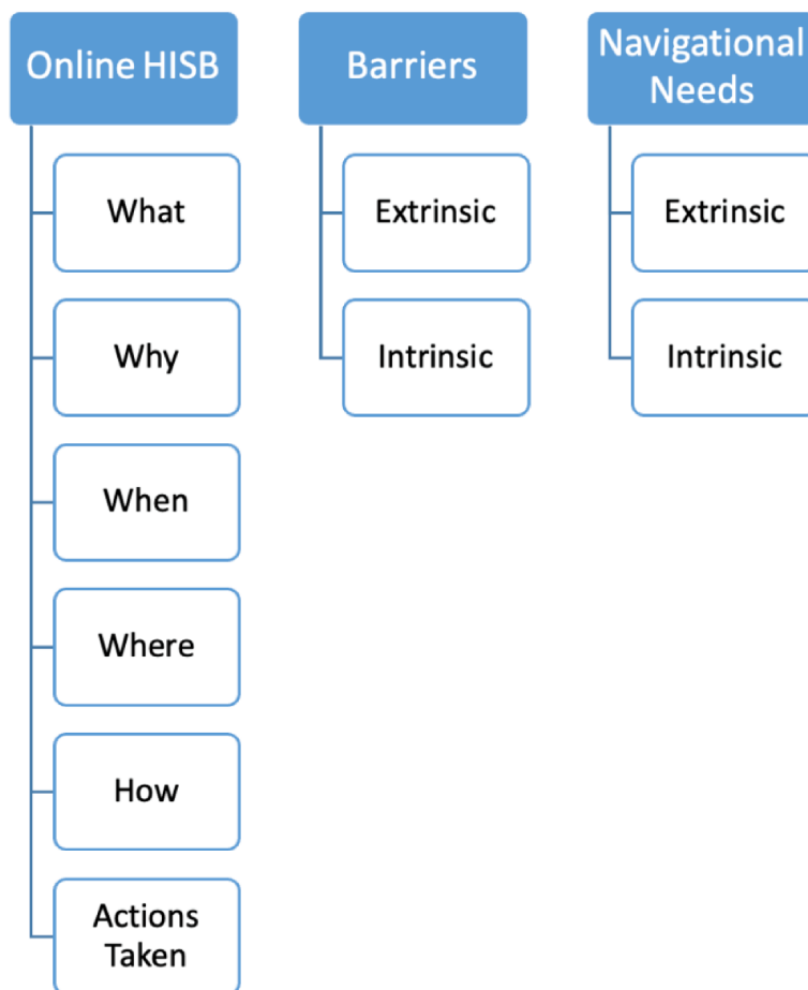 Online HISB
What
Why
When
Where
How
Actions
Taken
Barriers
Extrinsic
Intrinsic
Navigational
Needs
Extrinsic
Intrinsic